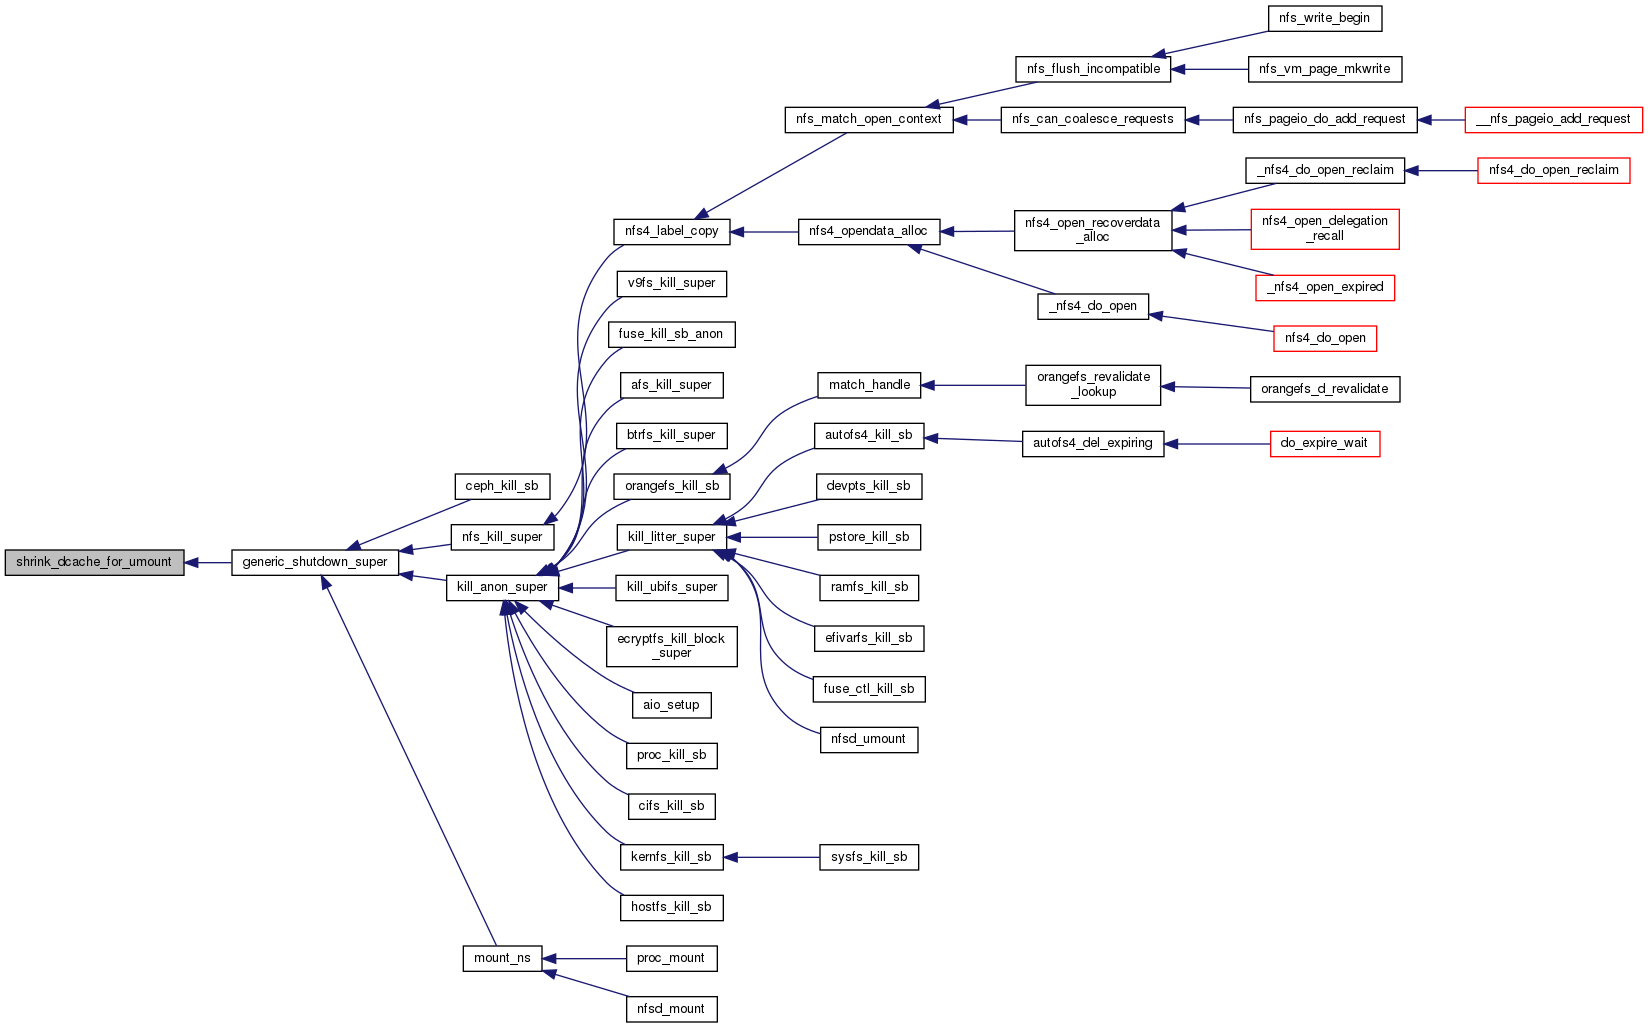 nfs_write_begin
nfs_flush_incompatible
nfs_vm_page_mkwrite
nfs_match_open_context
nfs_can_coalesce_requests
nfs_pageio_do_add_request
__nfs_pageio_add_request
_nfs4_do_open_reclaim
nfs4_do_open_reclaim
nfs4_label_copy
nfs4_opendata_alloc
nfs4_open_recoverdata
_alloc
nfs4_open_delegation
_recall
_nfs4_open_expired
_nfs4_do_open
nfs4_do_open
v9fs_kill_super
fuse_kill_sb_anon
afs_kill_super
match_handle
orangefs_revalidate
_lookup
orangefs_d_revalidate
btrfs_kill_super
autofs4_kill_sb
autofs4_del_expiring
do_expire_wait
ceph_kill_sb
orangefs_kill_sb
devpts_kill_sb
nfs_kill_super
kill_litter_super
pstore_kill_sb
shrink_dcache_for_umount
generic_shutdown_super
kill_anon_super
kill_ubifs_super
ramfs_kill_sb
ecryptfs_kill_block
_super
efivarfs_kill_sb
aio_setup
fuse_ctl_kill_sb
proc_kill_sb
nfsd_umount
cifs_kill_sb
kernfs_kill_sb
sysfs_kill_sb
hostfs_kill_sb
mount_ns
proc_mount
nfsd_mount